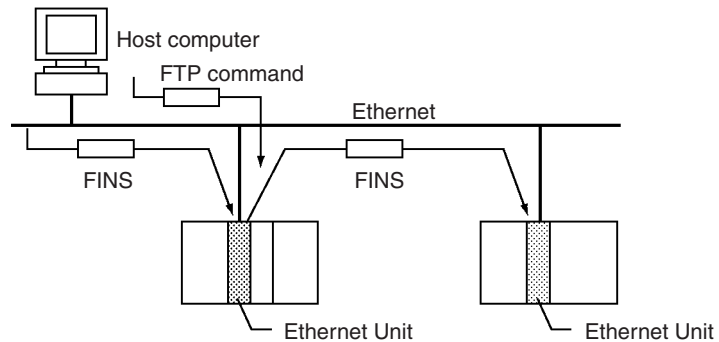 Host computer
FTP command
Ethernet
FINS
FINS
Ethernet Unit
Ethernet Unit